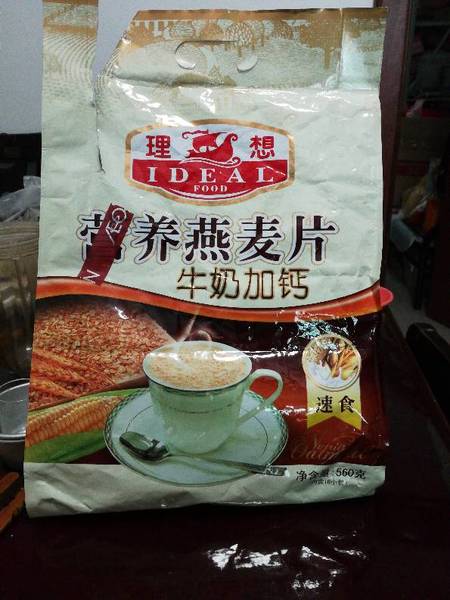 理想
IDEAL
FOOD
营养燕麦片
牛奶加钙
速食
净含量:560克